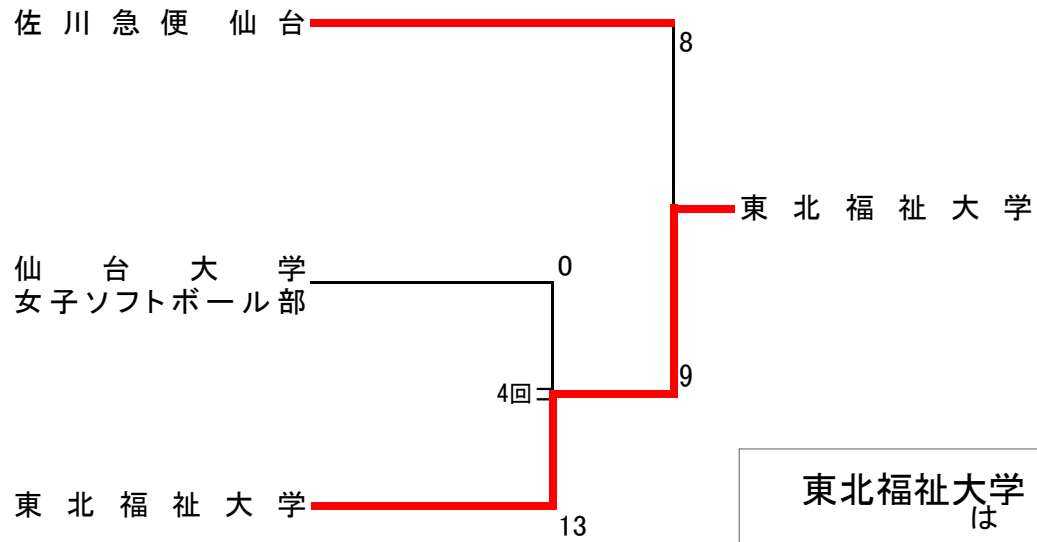 佐川急便 仙台
8
東北福祉大学
仙台大学
女子ソフトボール部
0
4回コ
9
東北福祉大学
13
東北福祉大学
は